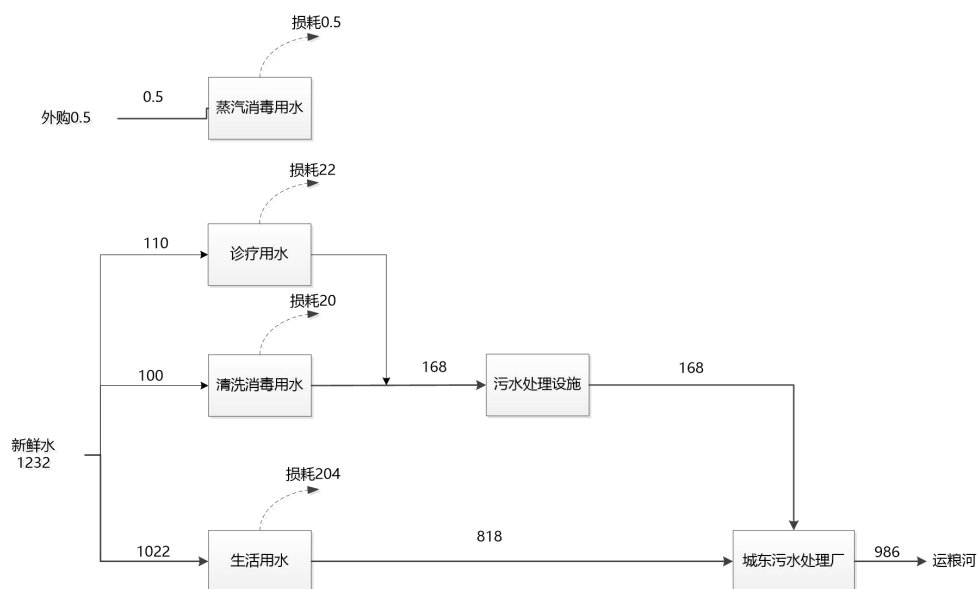 损耗0.5
0.5
外购0.5
蒸汽消毒用水
损耗22
110
诊疗用水
损耗20
100
清洗消毒用水
168
污水处理设施
168
新鲜水
1232
损耗204
1022
生活用水
818
城东污水处理厂
986
运粮河